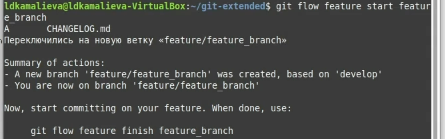 ldkamalieva@ldkamalieva-VirtualBox:~/git-extended$ git flow feature start featur
e_branch
A       CHANGELOG.md
Переключились на новую ветку «feature/feature_branch»

Summary of actions:
- A new branch 'feature/feature_branch' was created, based on 'develop'
- You are now on branch 'feature/feature_branch'

Now, start committing on your feature. When done, use:

     git flow feature finish feature_branch